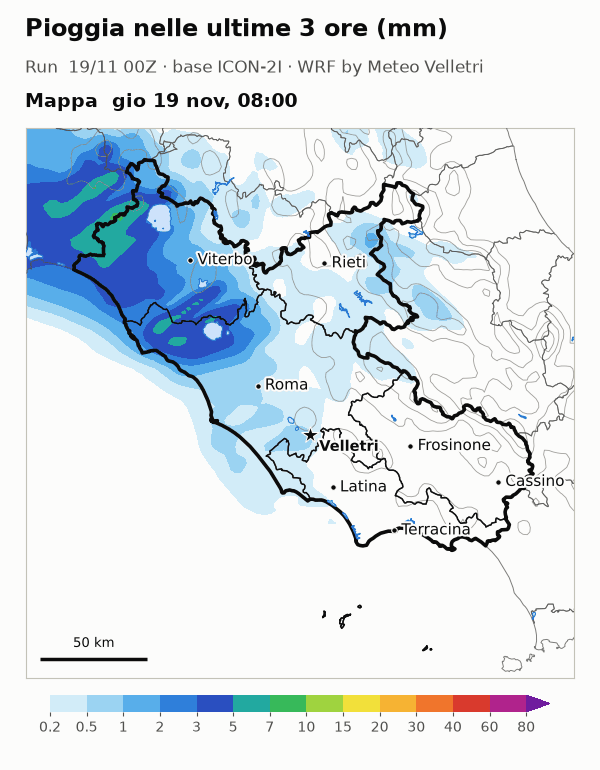 Pioggia nelle ultime 3 ore (mm)
Run  19/11 00Z · base ICON-2I · WRF by Meteo Velletri
Mappa  gio 19 nov, 08:00
Viterbo
Rieti
Roma
Velletri
Frosinone
Latina
Cassino
Terracina
50 km
0.2 0.5 1 2 3 5 7 10 15 20 30 40 60 80